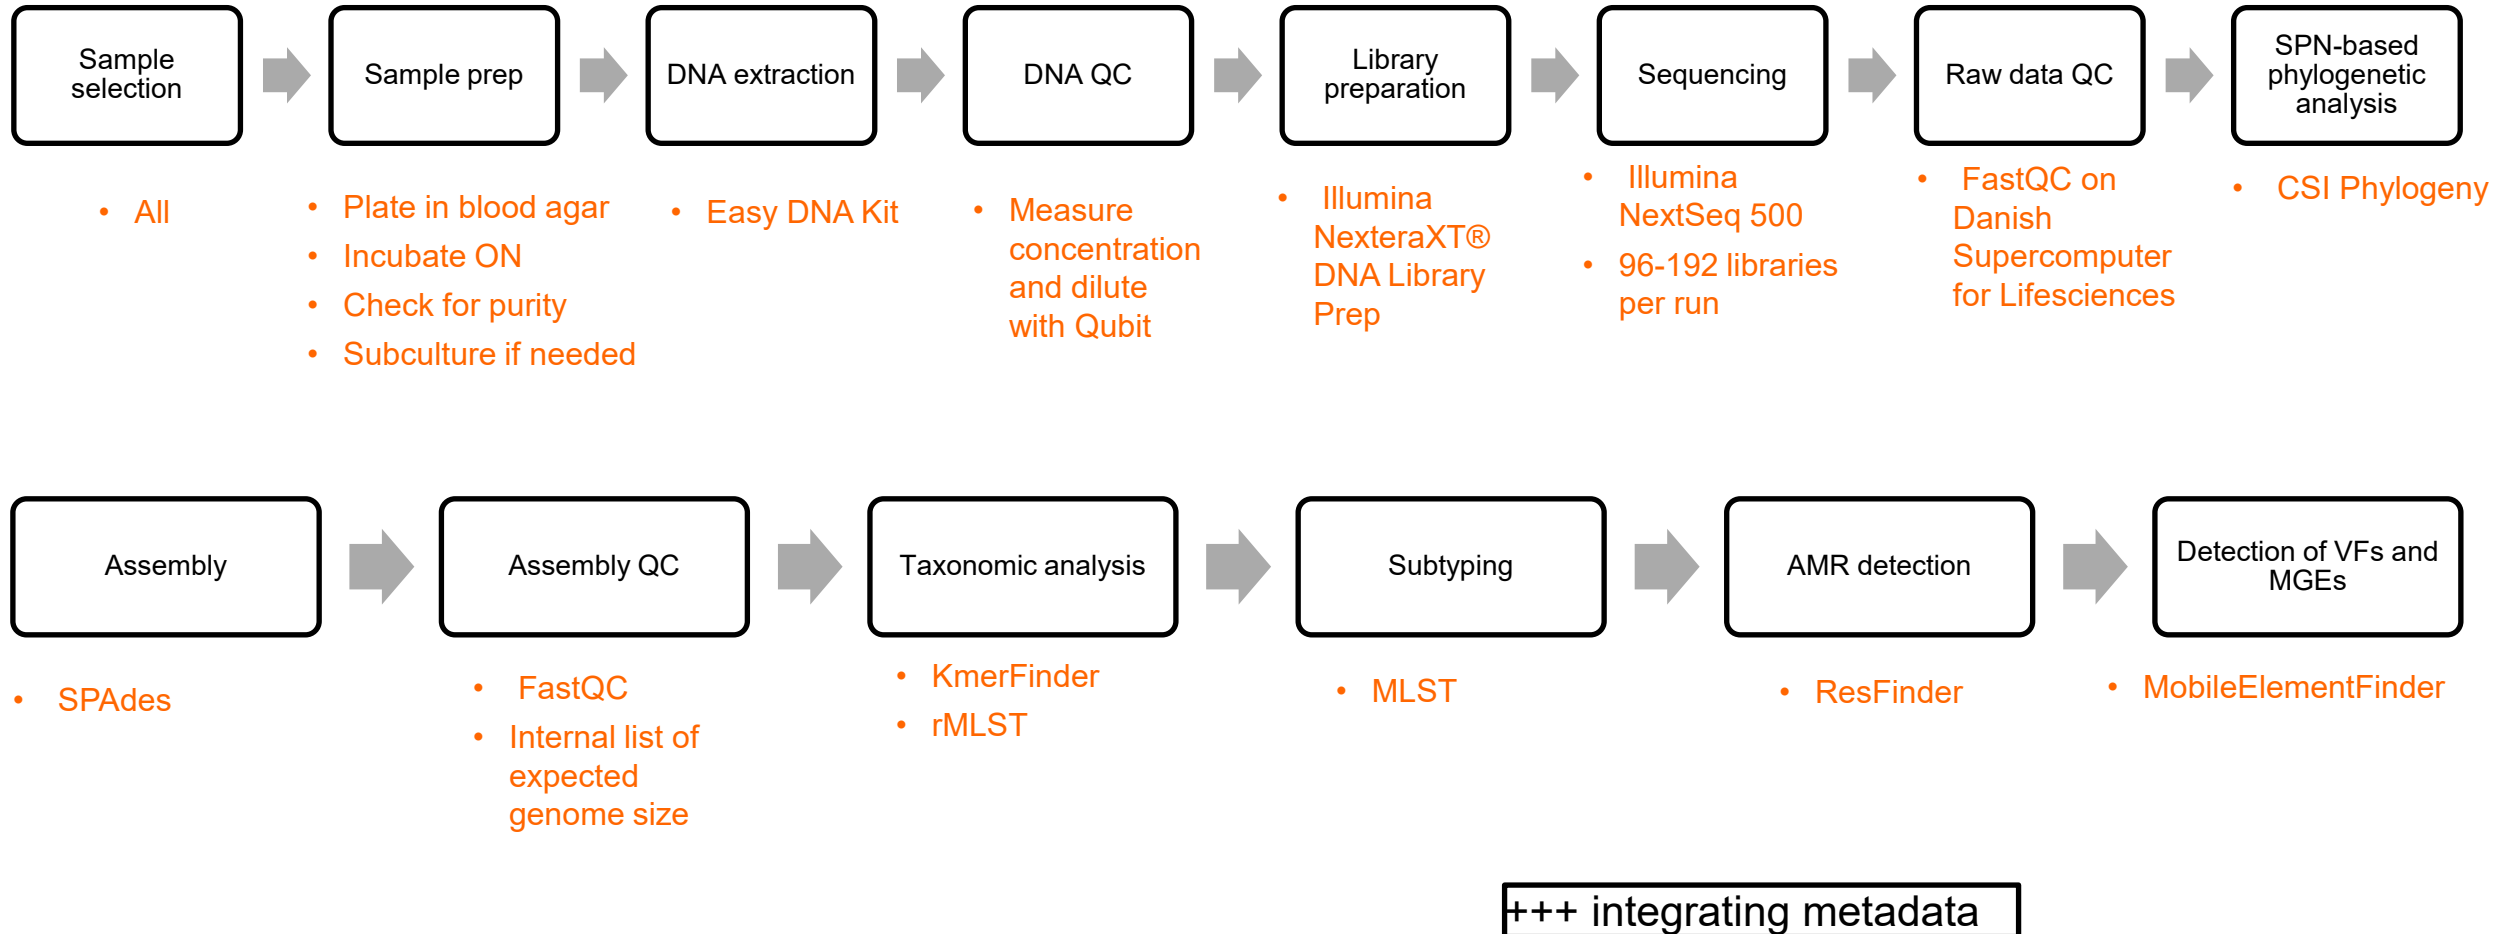 Sample
selection
Sample prep
DNA extraction
DNA QC
Library
preparation
Sequencing
Raw data QC
SPN-based
phylogenetic
analysis
• All
• Plate in blood agar
• Incubate ON
• Check for purity
• Subculture if needed
• Easy DNA Kit
• Measure
concentration
and dilute
with Qubit
• Illumina
NexteraXT®
DNA Library
Prep
• Illumina
NextSeq 500
• 96-192 libraries
per run
• FastQC on
Danish
Supercomputer
for Lifesciences
• CSI Phylogeny
Assembly
Assembly QC
Taxonomic analysis
Subtyping
AMR detection
Detection of VFs and
MGEs
• SPAdes
• FastQC
• Internal list of
expected
genome size
• KmerFinder
• rMLST
• MLST
• ResFinder
• MobileElementFinder
+++ integrating metadata